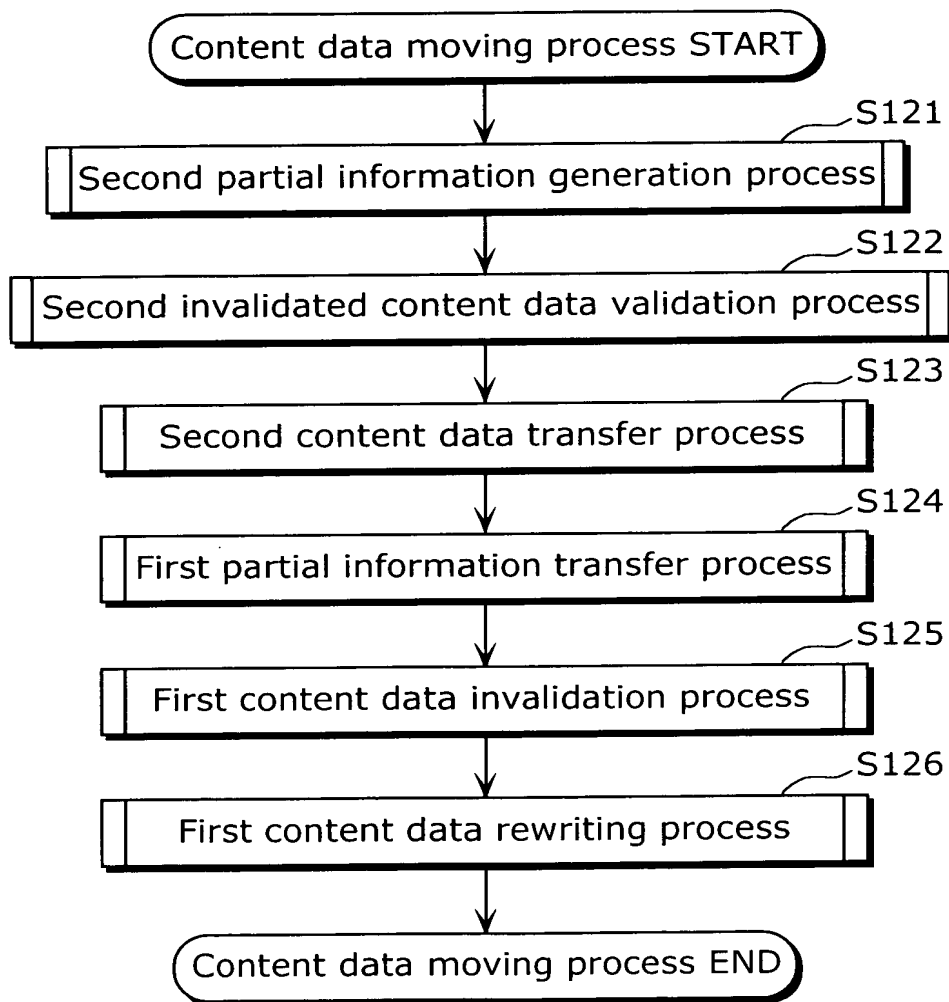 Content data moving process START
S121
Second partial information generation process
S122
Second invalidated content data validation process
S123
Second content data transfer process
S124
First partial information transfer process
S125
First content data invalidation process
S126
First content data rewriting process
Content data moving process END